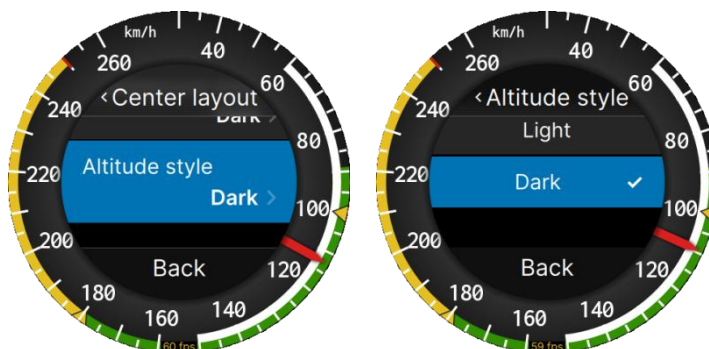 km/h
40
60
80
100
120
140
160
180
200
220
240
260
‹Center layout
Dark ›
Altitude style
Dark ›
Back
60 fps
km/h
40
60
80
100
120
140
160
180
200
220
240
260
‹Altitude style
Light
Dark ✓
Back
59 fps